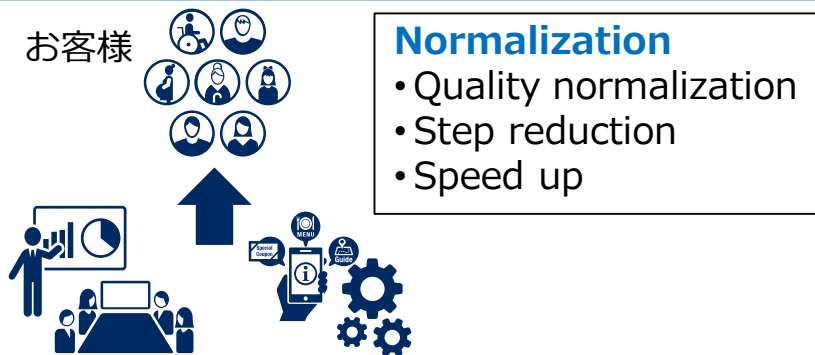 お客様
Normalization
•Quality normalization
•Step reduction
•Speed up
MENU
Special
Coupon
Guide
i